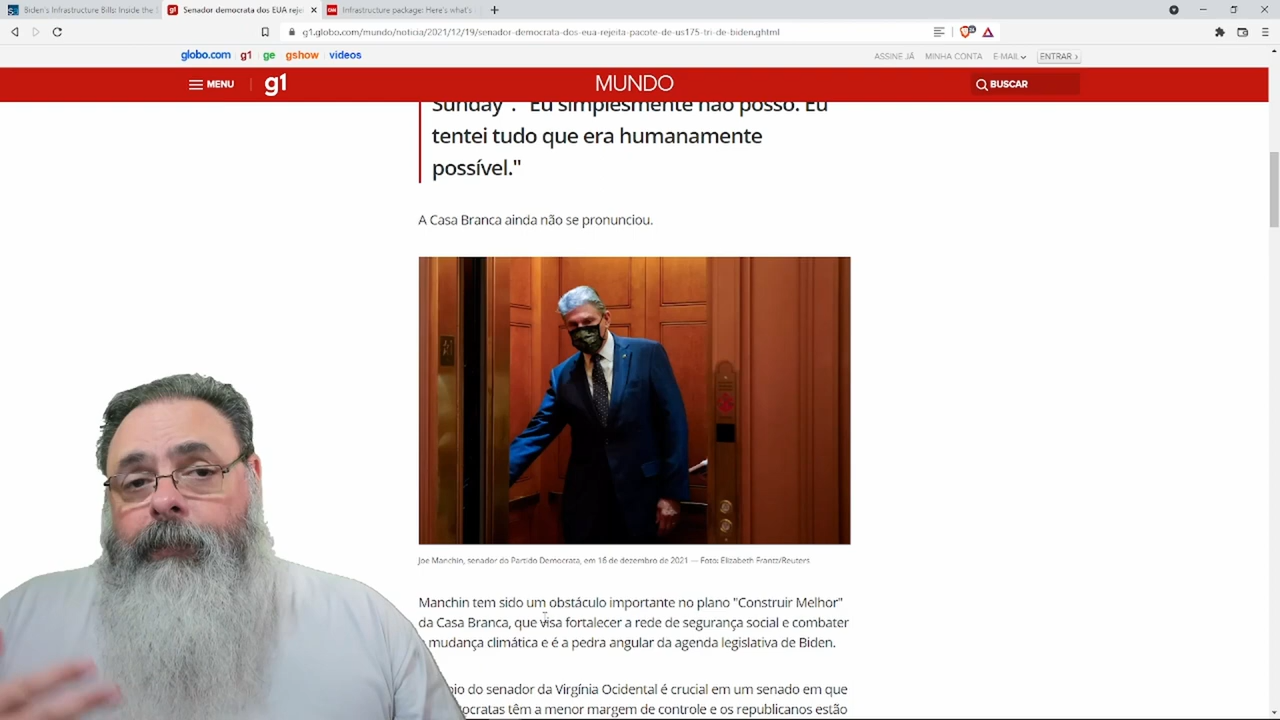 Biden's Infrastructure Bills: Inside the
Senador democrata dos EUA rejei
Infrastructure package: Here's what's
g1.globo.com/mundo/noticia/2021/12/19/senador-democrata-dos-eua-rejeita-pacote-de-us175-tri-de-biden.ghtml
globo.com g1 ge gshow videos
ASSINE JÁ MINHA CONTA E-MAIL ENTRAR ›
MENU g1 MUNDO BUSCAR
Sunday". "Eu simplesmente não posso. Eu
tentei tudo que era humanamente
possível."
A Casa Branca ainda não se pronunciou.
Joe Manchin, senador do Partido Democrata, em 16 de dezembro de 2021 — Foto: Elizabeth Frantz/Reuters
Manchin tem sido um obstáculo importante no plano "Construir Melhor"
da Casa Branca, que visa fortalecer a rede de segurança social e combater
mudança climática e é a pedra angular da agenda legislativa de Biden.
do senador da Virgínia Ocidental é crucial em um senado em que
têm a menor margem de controle e os republicanos estão